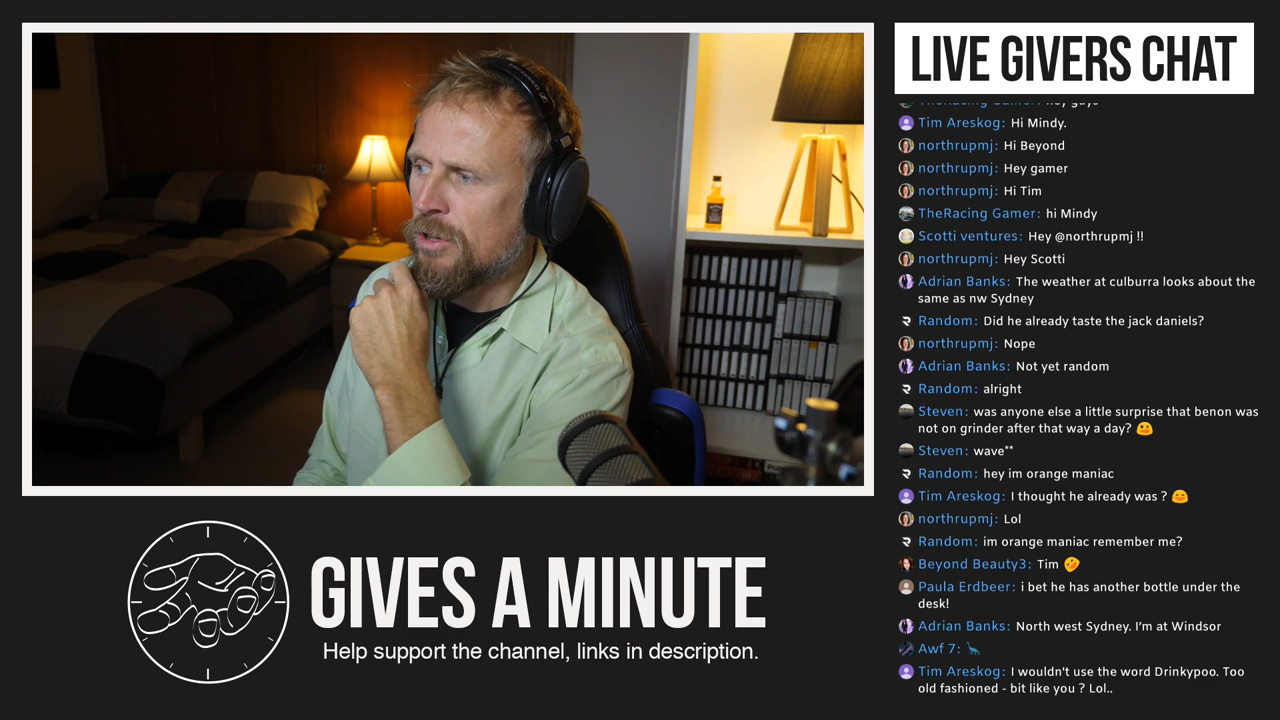 LIVE GIVERS CHAT
TheRacing Gamer: hey guys
Tim Areskog: Hi Mindy.
northrupmj: Hi Beyond
northrupmj: Hey gamer
northrupmj: Hi Tim
TheRacing Gamer: hi Mindy
Scotti ventures: Hey @northrupmj !!
northrupmj: Hey Scotti
Adrian Banks: The weather at culburra looks about the
same as nw Sydney
Random: Did he already taste the jack daniels?
northrupmj: Nope
Adrian Banks: Not yet random
Random: alright
Steven: was anyone else a little surprise that benon was
not on grinder after that way a day? 😀
Steven: wave**
Random: hey im orange maniac
Tim Areskog: I thought he already was ? 😊
northrupmj: Lol
Random: im orange maniac remember me?
Beyond Beauty3: Tim 🤣
Paula Erdbeer: i bet he has another bottle under the
desk!
Adrian Banks: North west Sydney. I'm at Windsor
Awf 7: 🦕
Tim Areskog: I wouldn't use the word Drinkypoo. Too
old fashioned - bit like you ? Lol..
GIVES A MINUTE
Help support the channel, links in description.